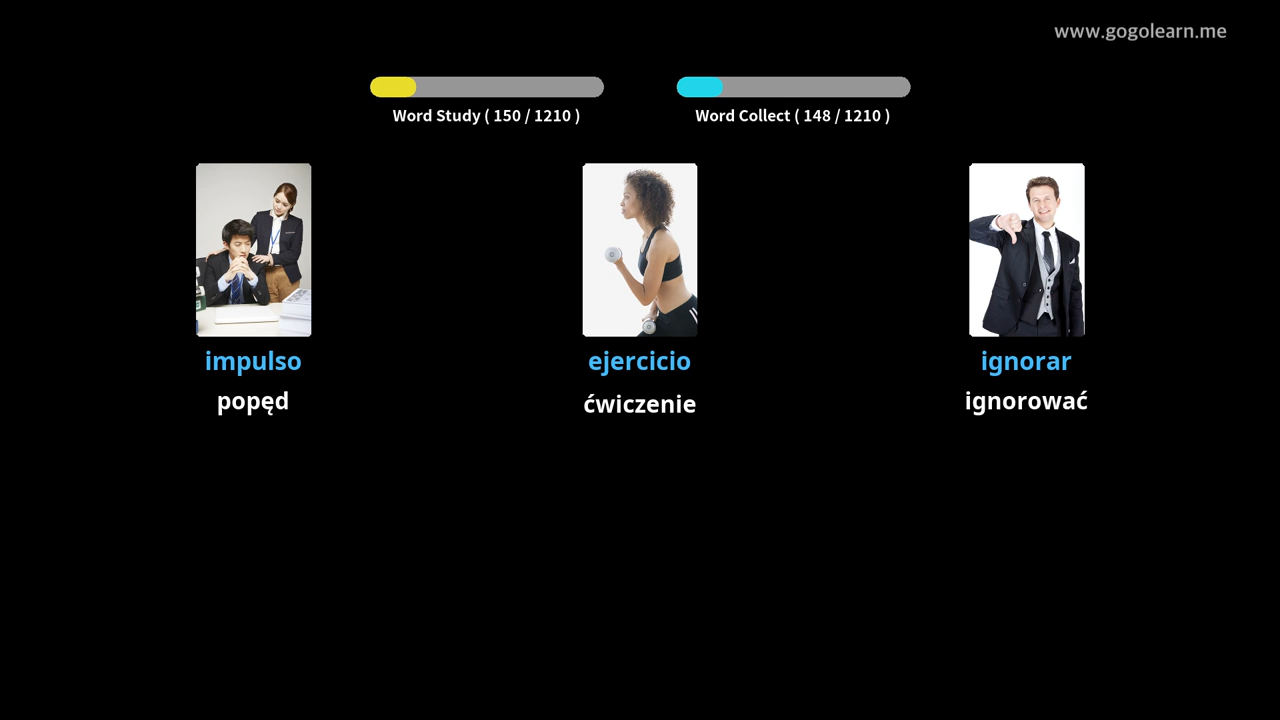 www.gogolearn.me
Word Study ( 150 / 1210 )
Word Collect ( 148 / 1210 )
impulso
popęd
ejercicio
ćwiczenie
ignorar
ignorować